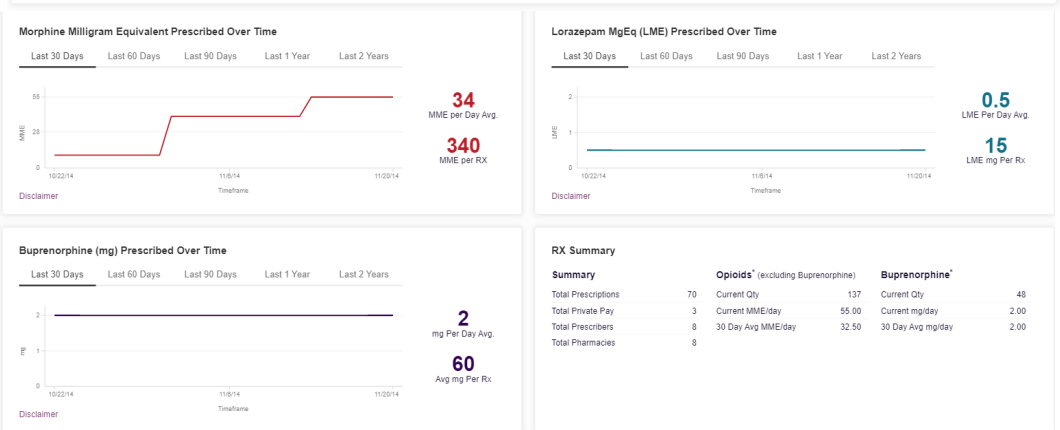 Morphine Milligram Equivalent Prescribed Over Time
Last 30 Days Last 60 Days Last 90 Days Last 1 Year Last 2 Years
MME
56
28
0
10/22/14 11/6/14 11/20/14
Timeframe
34
MME per Day Avg.
340
MME per RX
Disclaimer
Lorazepam MgEq (LME) Prescribed Over Time
Last 30 Days Last 60 Days Last 90 Days Last 1 Year Last 2 Years
LME
2
1
0
10/22/14 11/6/14 11/20/14
Timeframe
0.5
LME Per Day Avg.
15
LME mg Per Rx
Disclaimer
Buprenorphine (mg) Prescribed Over Time
Last 30 Days Last 60 Days Last 90 Days Last 1 Year Last 2 Years
mg
2
1
0
10/22/14 11/6/14 11/20/14
Timeframe
2
mg Per Day Avg.
60
Avg mg Per Rx
Disclaimer
RX Summary
Summary
Total Prescriptions 70
Total Private Pay 3
Total Prescribers 8
Total Pharmacies 8
Opioids* (excluding Buprenorphine)
Current Qty 137
Current MME/day 55.00
30 Day Avg MME/day 32.50
Buprenorphine*
Current Qty 48
Current mg/day 2.00
30 Day Avg mg/day 2.00